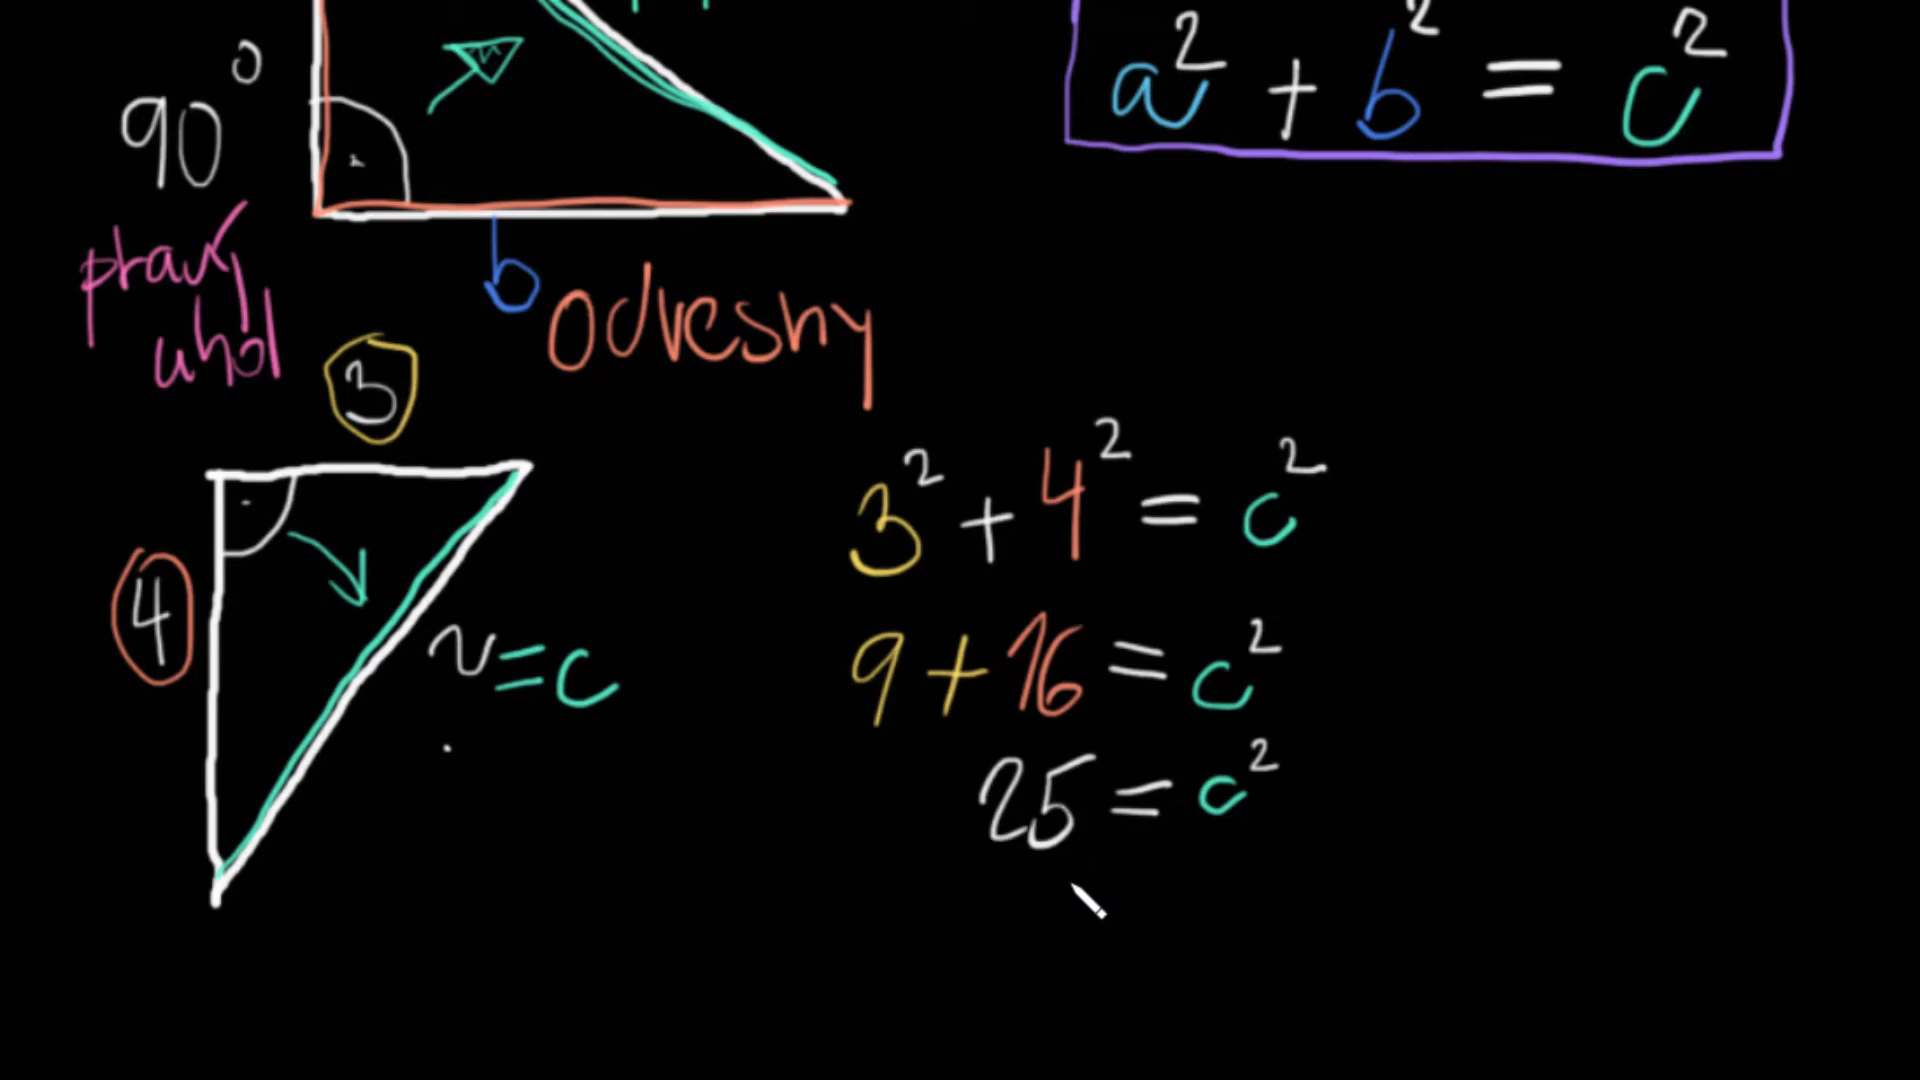 90°
a² + b² = c²
pravý
uhol
b
odvesny
3
4
v=c
3² + 4² = c²
9 + 16 = c²
25 = c²